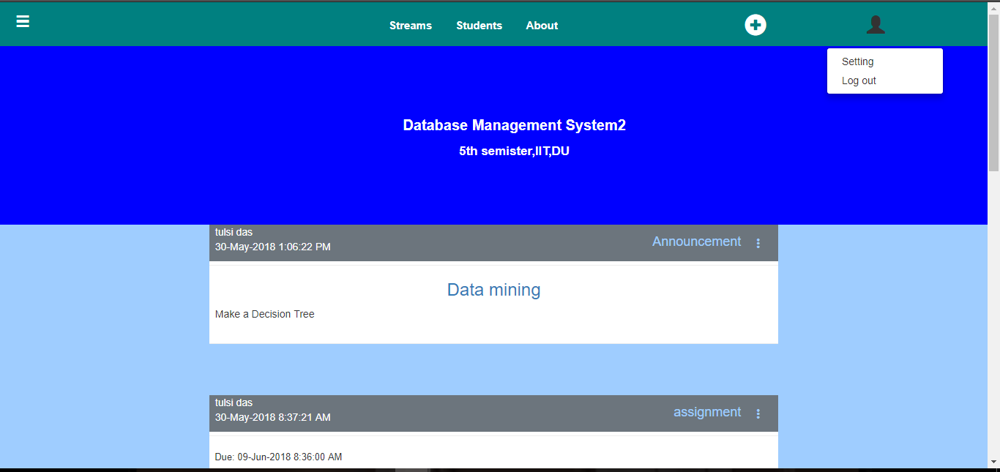 Streams Students About
Setting
Log out
Database Management System2
5th semister,IIT,DU
tulsi das
30-May-2018 1:06:22 PM
Announcement
Data mining
Make a Decision Tree
tulsi das
30-May-2018 8:37:21 AM
assignment
Due: 09-Jun-2018 8:36:00 AM